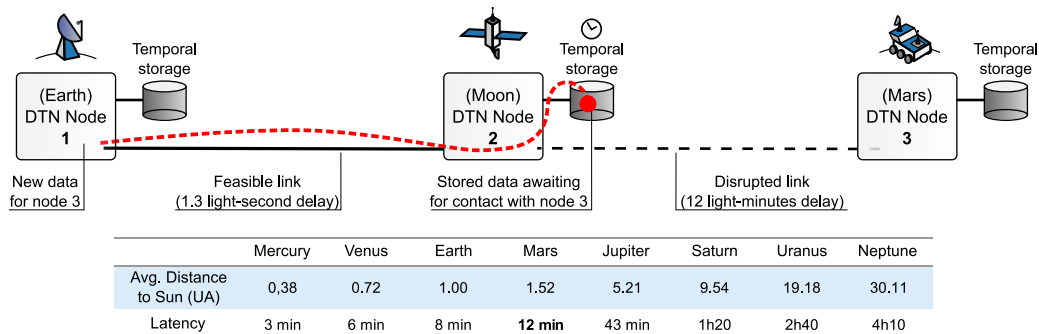 Temporal
storage
(Earth)
DTN Node
1
Temporal
storage
(Moon)
DTN Node
2
Temporal
storage
(Mars)
DTN Node
3
New data
for node 3
Feasible link
(1.3 light-second delay)
Stored data awaiting
for contact with node 3
Disrupted link
(12 light-minutes delay)
Mercury Venus Earth Mars Jupiter Saturn Uranus Neptune
Avg. Distance
to Sun (UA) 0,38 0.72 1.00 1.52 5.21 9.54 19.18 30.11
Latency 3 min 6 min 8 min 12 min 43 min 1h20 2h40 4h10